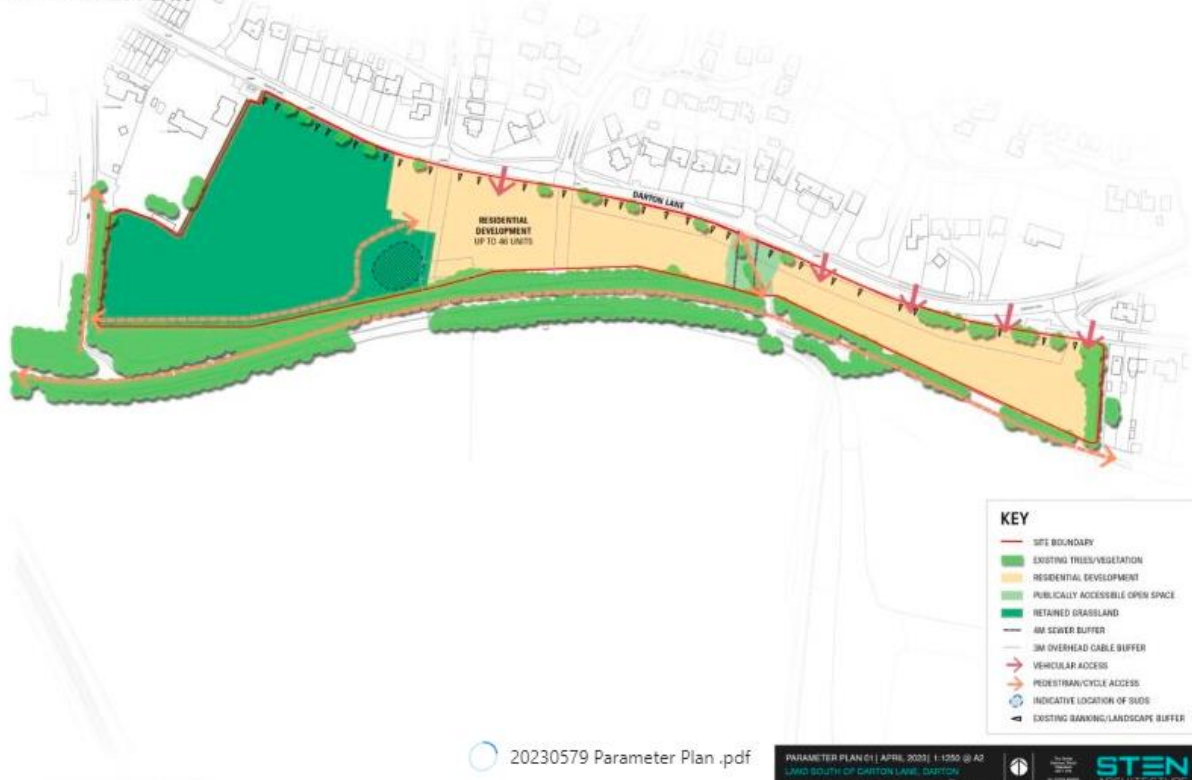 DARTON LANE
RESIDENTIAL
DEVELOPMENT
UP TO 46 UNITS
KEY
SITE BOUNDARY
EXISTING TREES/VEGETATION
RESIDENTIAL DEVELOPMENT
PUBLICALLY ACCESSIBLE OPEN SPACE
RETAINED GRASSLAND
4M SEWER BUFFER
3M OVERHEAD CABLE BUFFER
VEHICULAR ACCESS
PEDESTRIAN/CYCLE ACCESS
INDICATIVE LOCATION OF SUDS
EXISTING BANKING/LANDSCAPE BUFFER
20230579 Parameter Plan .pdf
PARAMETER PLAN 01 | APRIL 2023 | 1:1250 @ A2
LAND SOUTH OF DARTON LANE, DARTON
STEN